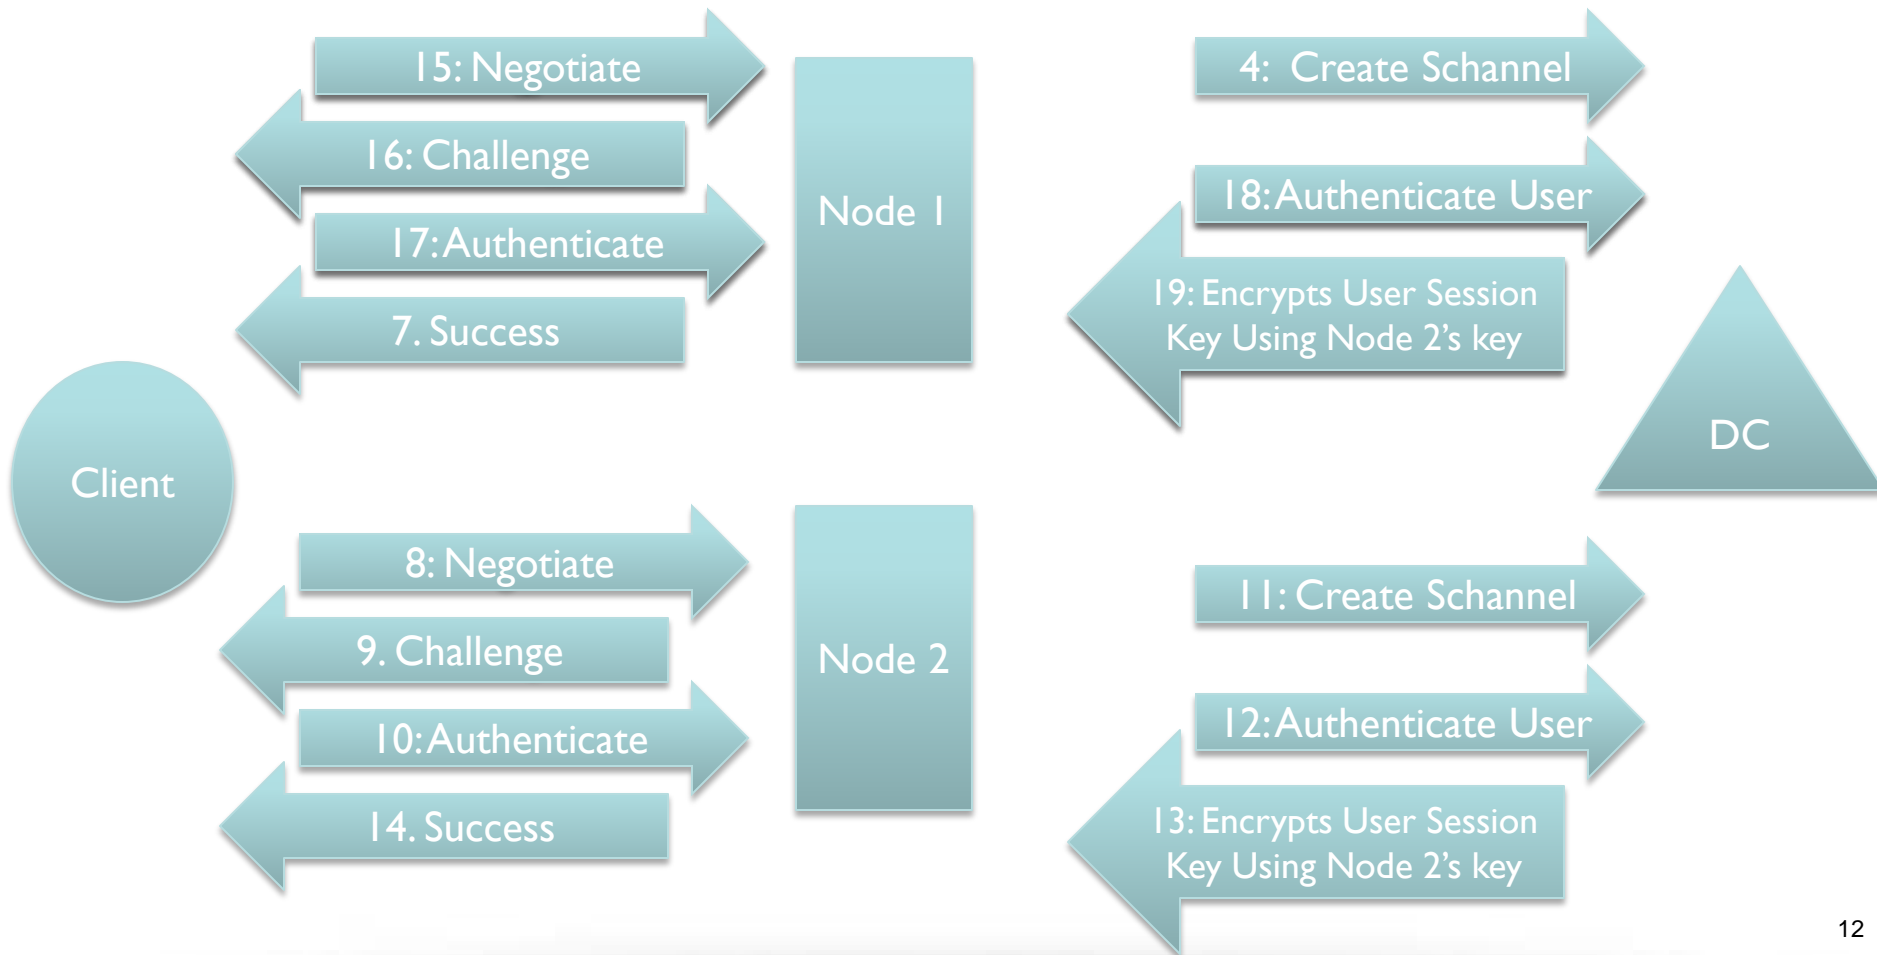 15: Negotiate
16: Challenge
17: Authenticate
7. Success
Node 1
4: Create Schannel
18: Authenticate User
19: Encrypts User Session
Key Using Node 2's key
DC
Client
8: Negotiate
9. Challenge
10: Authenticate
14. Success
Node 2
11: Create Schannel
12: Authenticate User
13: Encrypts User Session
Key Using Node 2's key
12